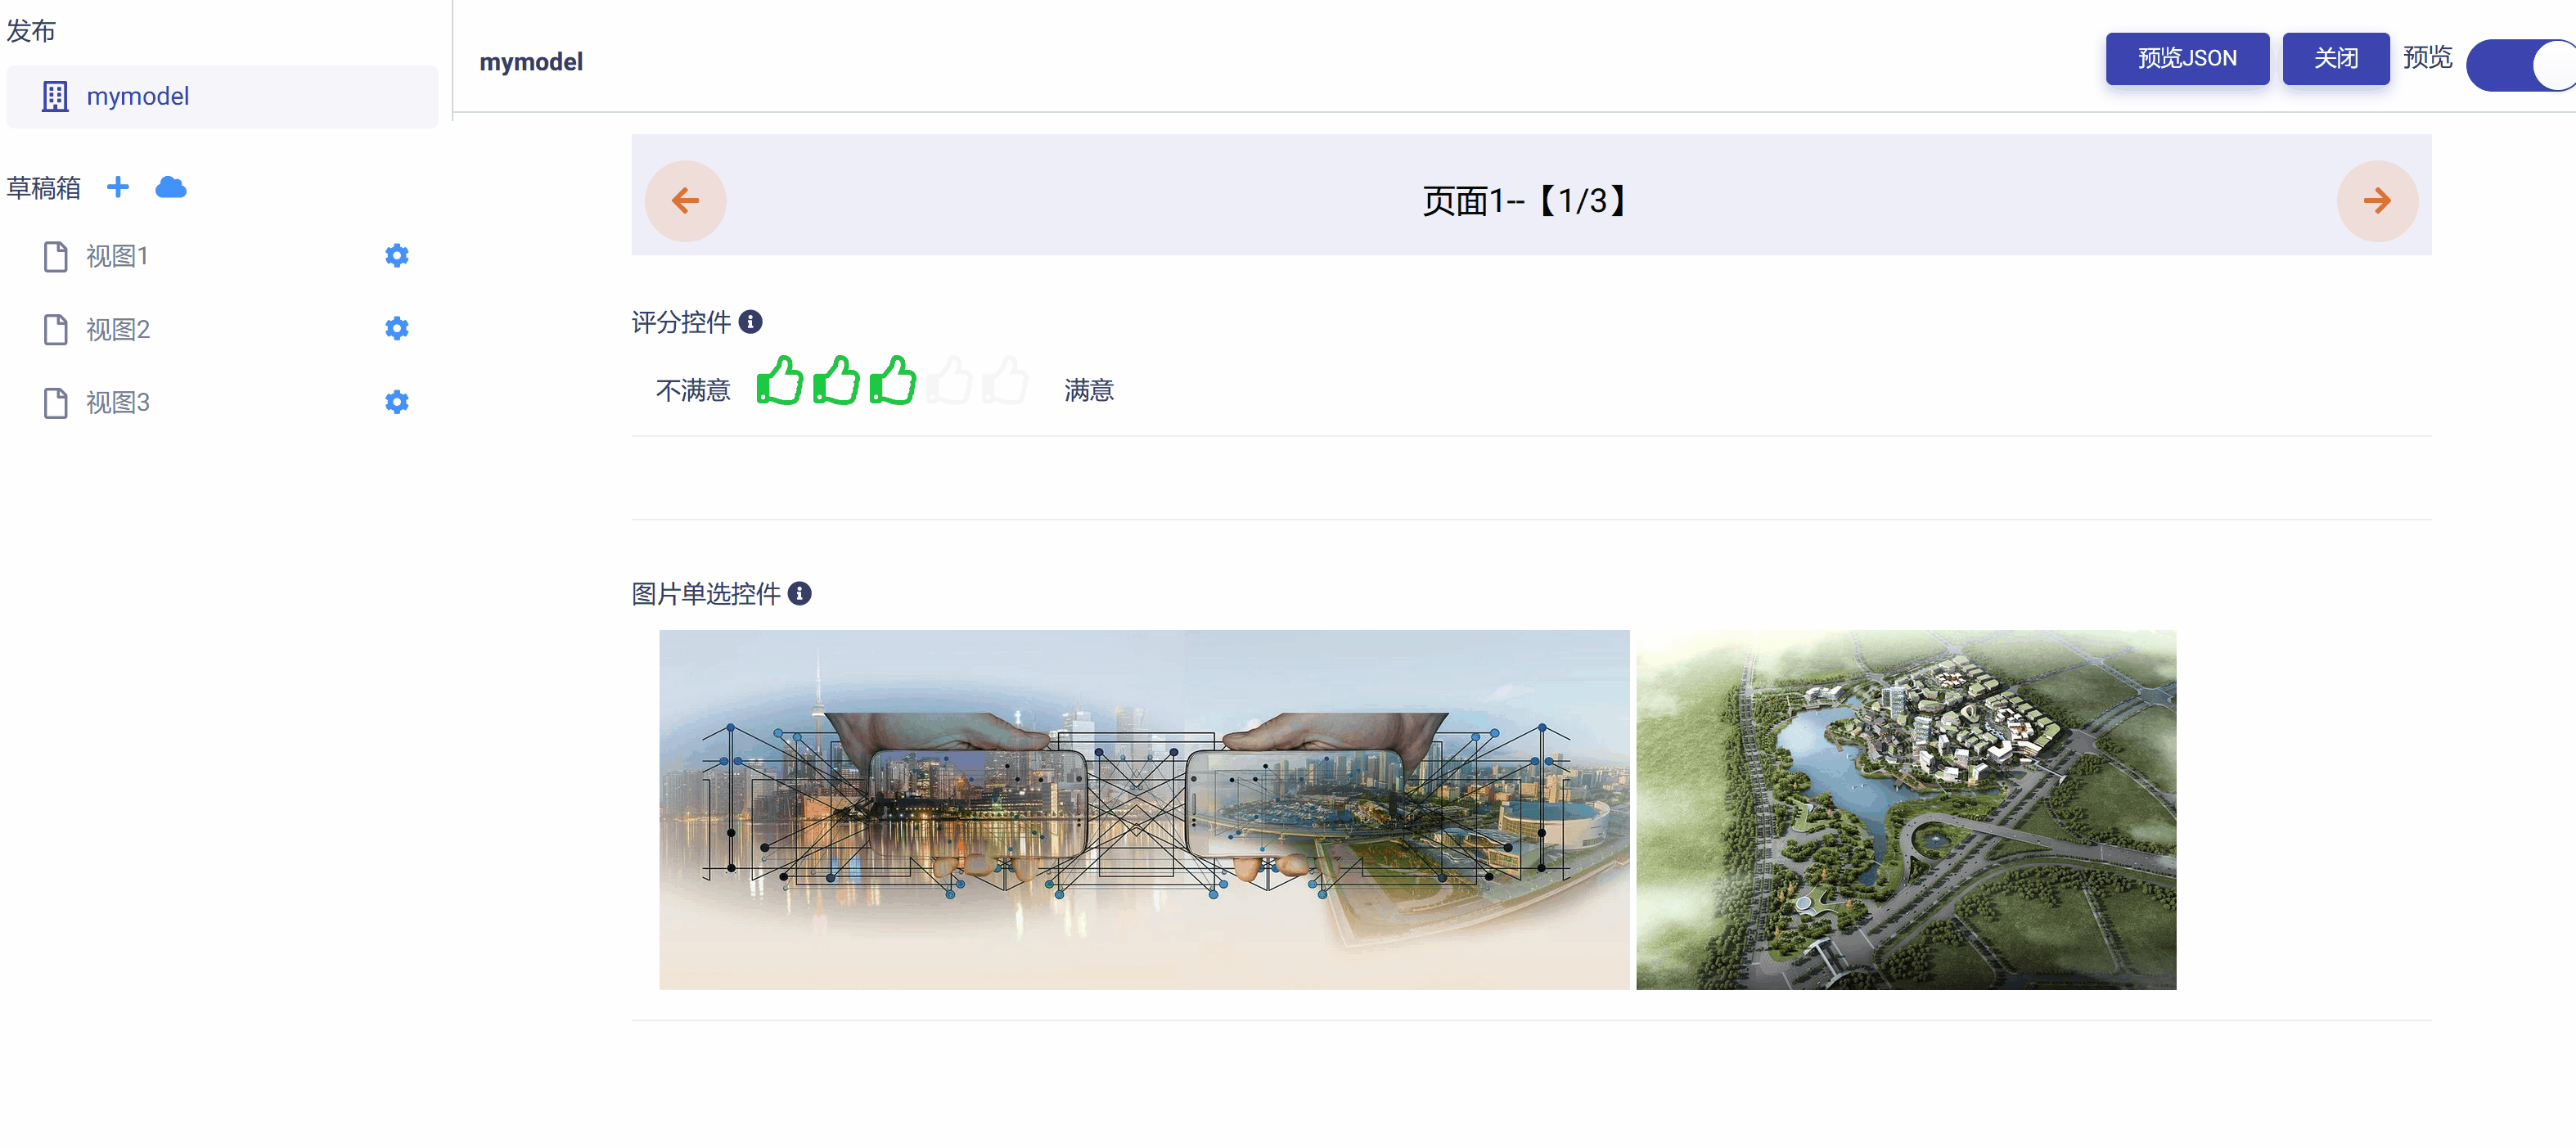 发布
mymodel
草稿箱
视图1
视图2
视图3
mymodel
预览JSON
关闭
预览
页面1--【1/3】
评分控件
不满意
满意
图片单选控件